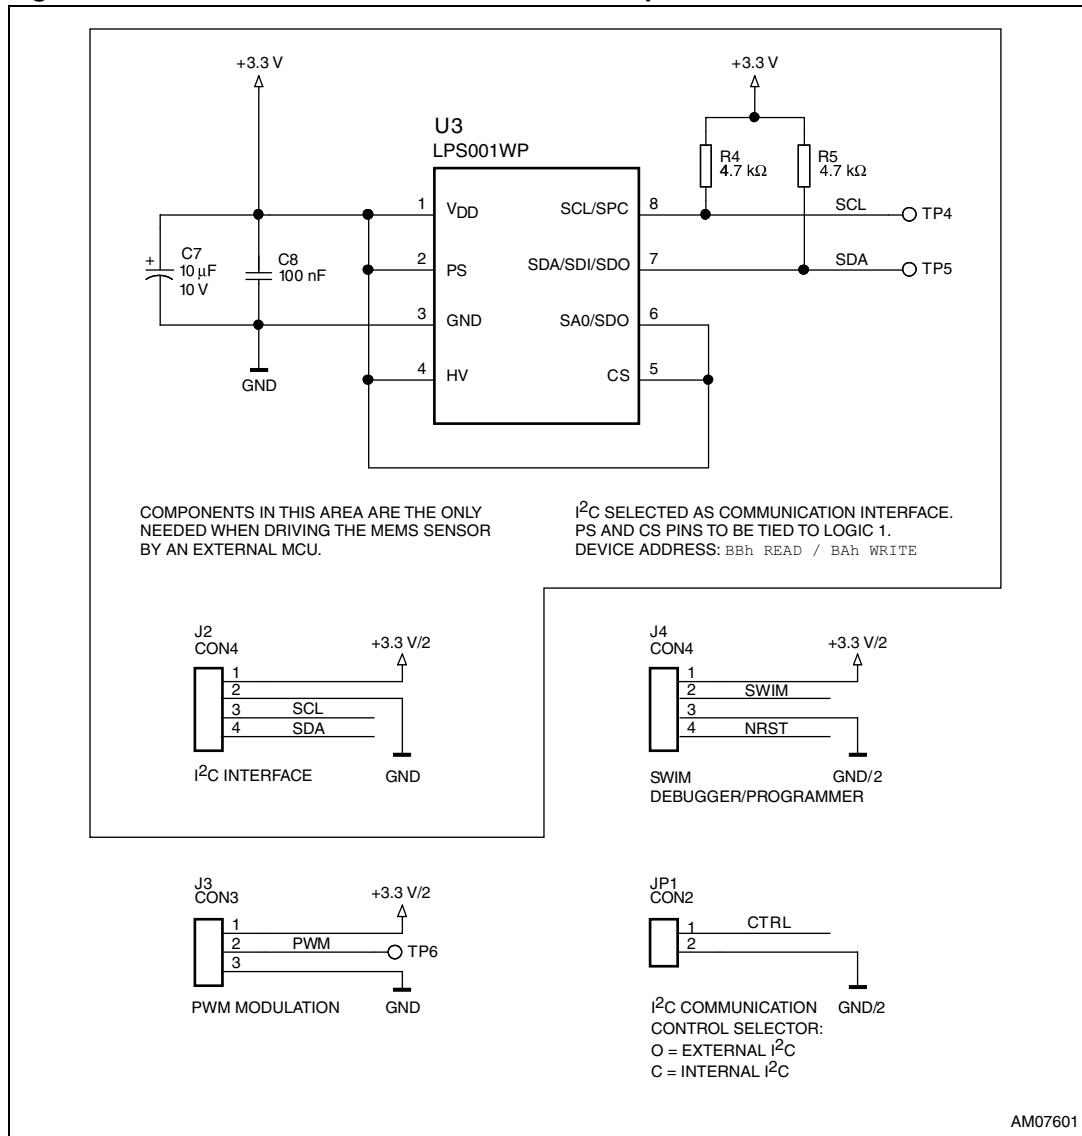 +3.3 V
+3.3 V
U3
LPS001WP
R4
4.7 kΩ
R5
4.7 kΩ
1
VDD
SCL/SPC
8
SCL
TP4
+
C7
10 µF
10 V
C8
100 nF
2
PS
SDA/SDI/SDO
7
SDA
TP5
3
GND
SA0/SDO
6
4
HV
CS
5
GND
COMPONENTS IN THIS AREA ARE THE ONLY
NEEDED WHEN DRIVING THE MEMS SENSOR
BY AN EXTERNAL MCU.
I2C SELECTED AS COMMUNICATION INTERFACE.
PS AND CS PINS TO BE TIED TO LOGIC 1.
DEVICE ADDRESS: BBh READ / BAh WRITE
J2
CON4
+3.3 V/2
1
2
3 SCL
4 SDA
I2C INTERFACE
GND
J4
CON4
+3.3 V/2
1
2 SWIM
3
4 NRST
SWIM
DEBUGGER/PROGRAMMER
GND/2
J3
CON3
+3.3 V/2
1
2 PWM TP6
3
PWM MODULATION
GND
JP1
CON2
1 CTRL
2
I2C COMMUNICATION
CONTROL SELECTOR:
O = EXTERNAL I2C
C = INTERNAL I2C
GND/2
AM07601